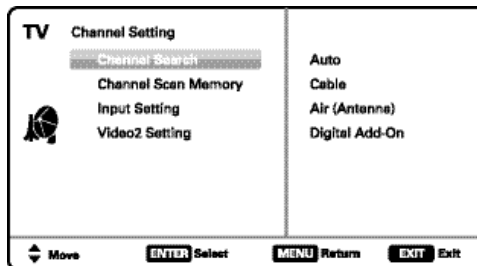 TV Channel Setting
Channel Search
Channel Scan Memory
Input Setting
Video2 Setting
Auto
Cable
Air (Antenna)
Digital Add-On
Move ENTER Select MENU Return EXIT Exit